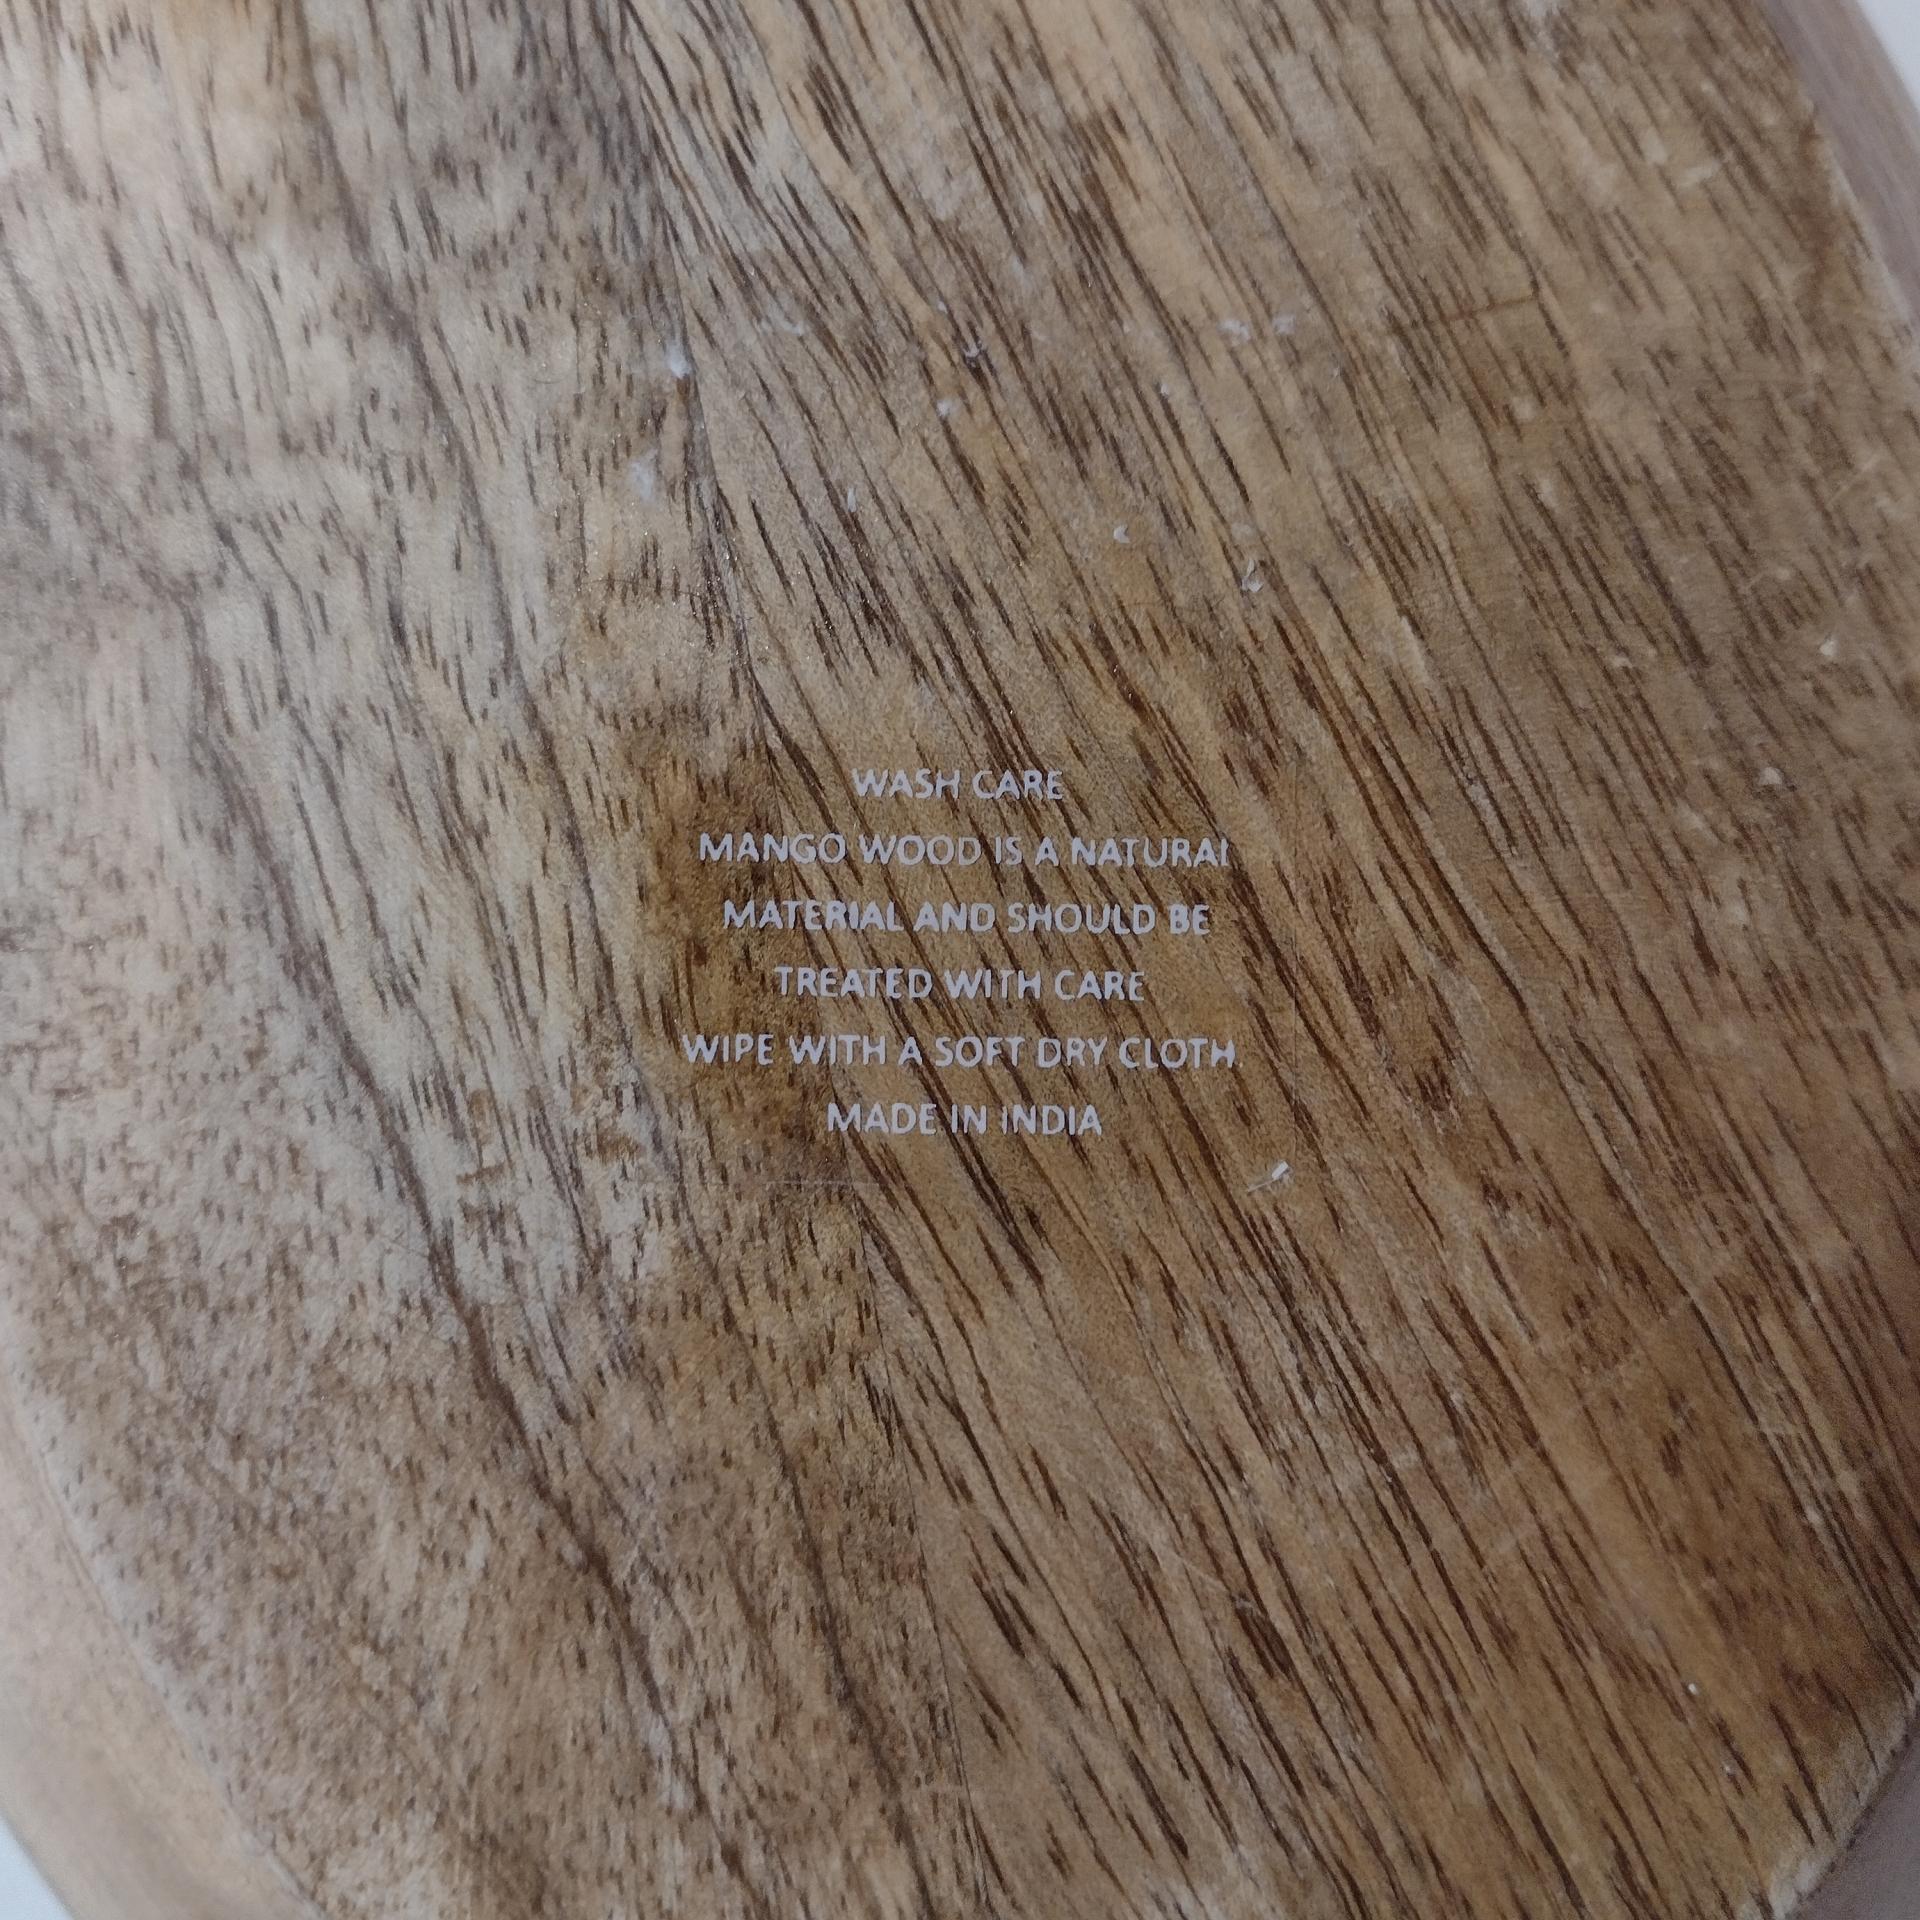 WASH CARE
MANGO WOOD IS A NATURAL
MATERIAL AND SHOULD BE
TREATED WITH CARE
WIPE WITH A SOFT DRY CLOTH.
MADE IN INDIA